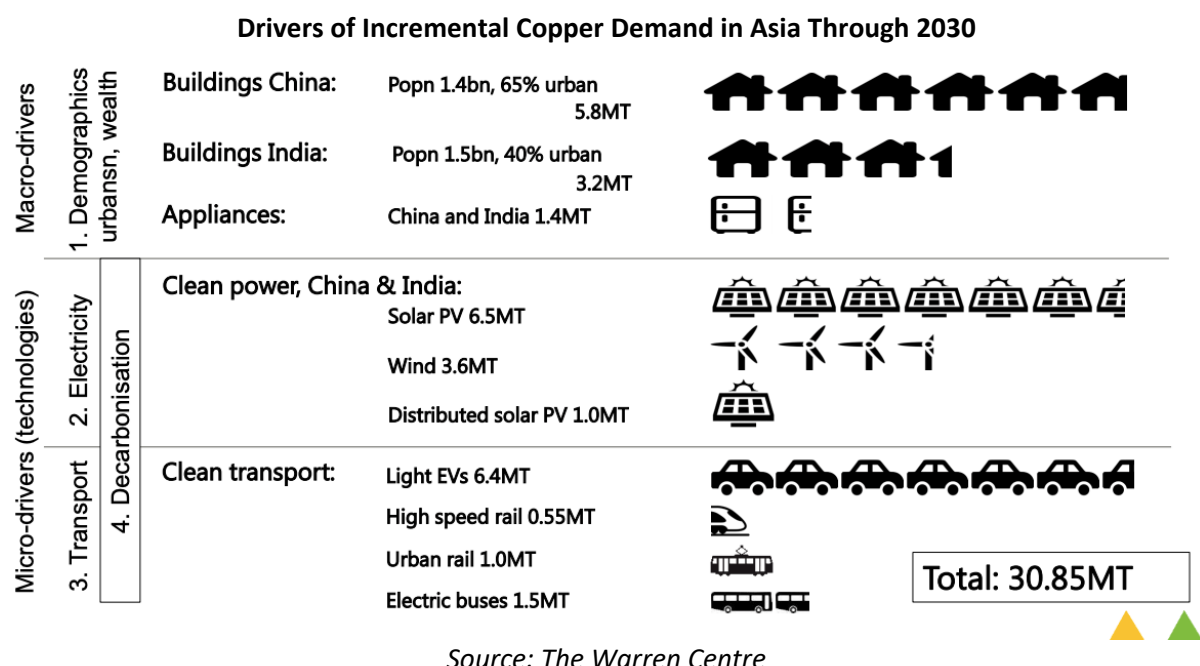 Drivers of Incremental Copper Demand in Asia Through 2030
Macro-drivers
1. Demographics
urbansn, wealth
Buildings China:
Popn 1.4bn, 65% urban
5.8MT
Buildings India:
Popn 1.5bn, 40% urban
3.2MT
Appliances:
China and India 1.4MT
Micro-drivers (technologies)
2. Electricity
4. Decarbonisation
Clean power, China & India:
Solar PV 6.5MT
Wind 3.6MT
Distributed solar PV 1.0MT
3. Transport
Clean transport:
Light EVs 6.4MT
High speed rail 0.55MT
Urban rail 1.0MT
Electric buses 1.5MT
Total: 30.85MT
Source: The Warren Centre